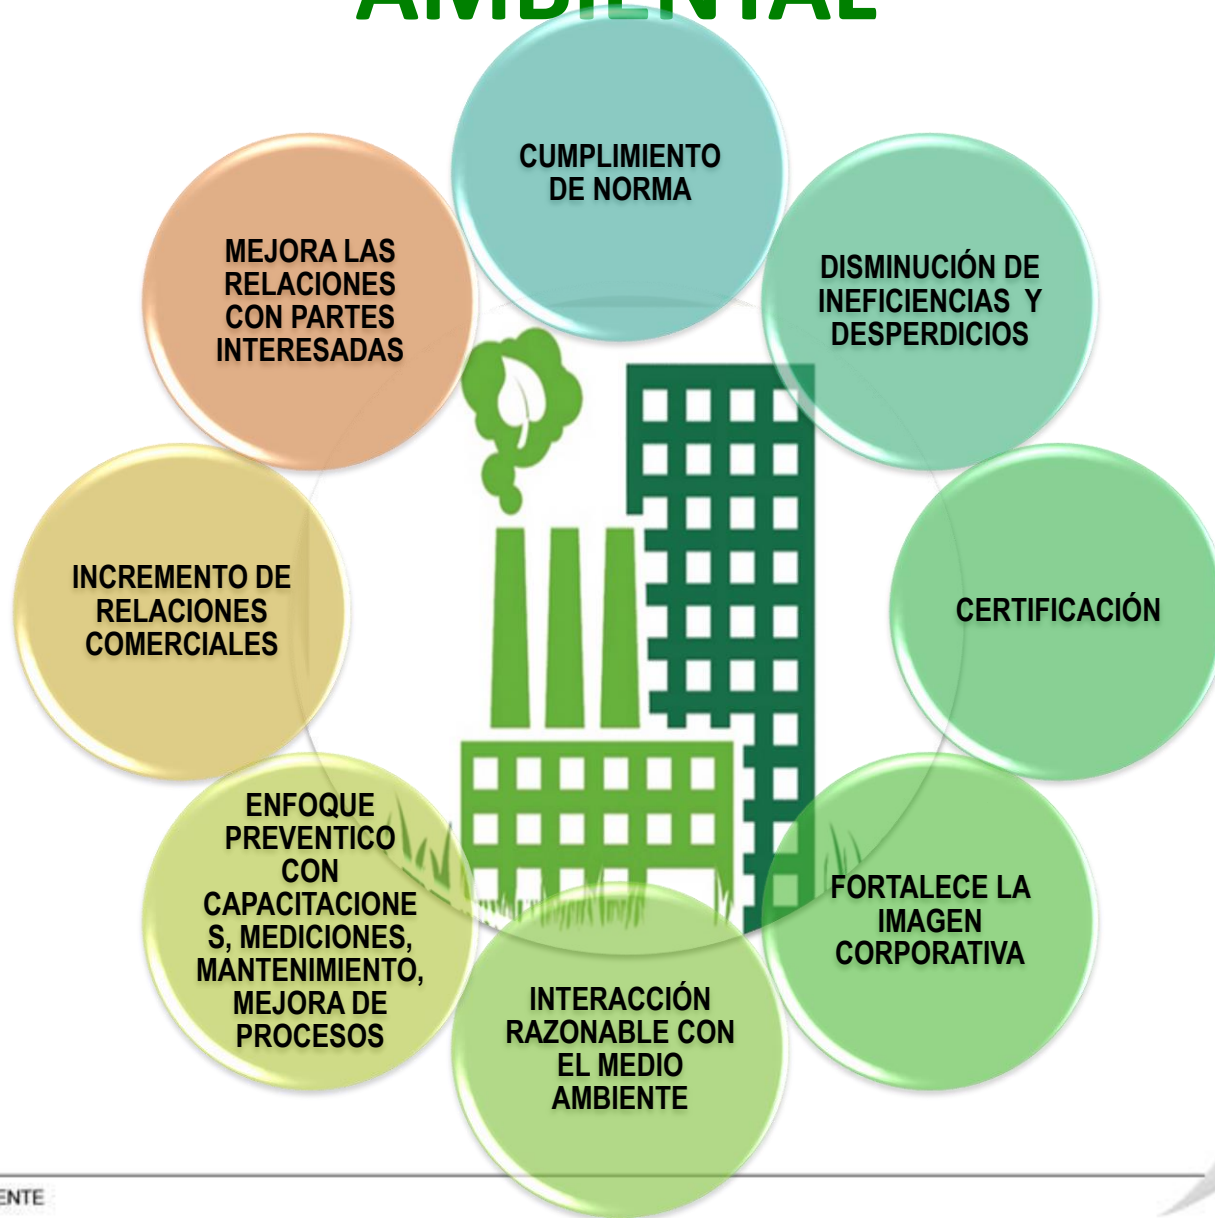 AMBIENTAL
CUMPLIMIENTO
DE NORMA
DISMINUCIÓN DE
INEFICIENCIAS Y
DESPERDICIOS
CERTIFICACIÓN
FORTALECE LA
IMAGEN
CORPORATIVA
INTERACCIÓN
RAZONABLE CON
EL MEDIO
AMBIENTE
ENFOQUE
PREVENTICO
CON
CAPACITACIONE
S, MEDICIONES,
MANTENIMIENTO,
MEJORA DE
PROCESOS
INCREMENTO DE
RELACIONES
COMERCIALES
MEJORA LAS
RELACIONES
CON PARTES
INTERESADAS
ENTE